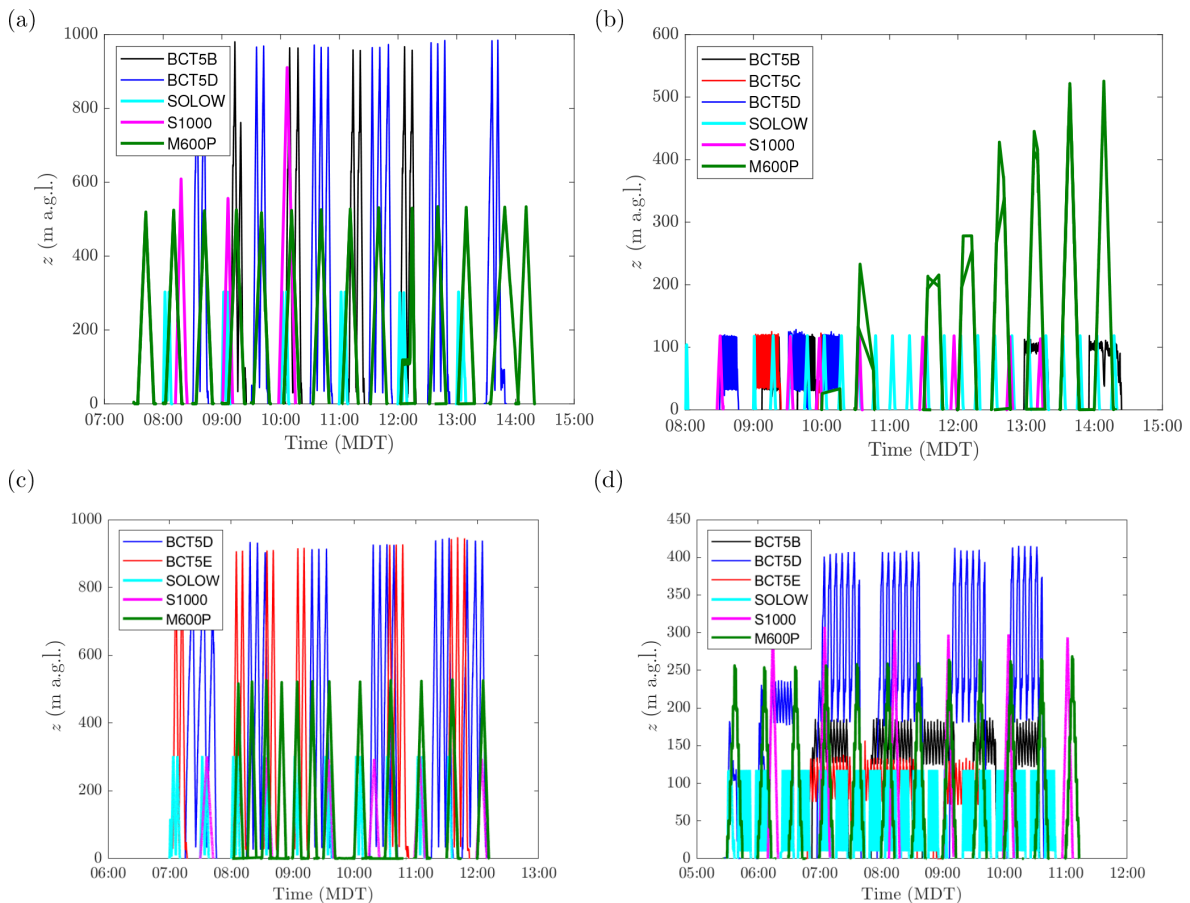 (a)
1000
800
600
400
200
0
z (m a.g.l.)
BCT5B
BCT5D
SOLOW
S1000
M600P
07:00 08:00 09:00 10:00 11:00 12:00 13:00 14:00 15:00
Time (MDT)
(b)
600
500
400
300
200
100
0
z (m a.g.l.)
BCT5B
BCT5C
BCT5D
SOLOW
S1000
M600P
08:00 09:00 10:00 11:00 12:00 13:00 14:00 15:00
Time (MDT)
(c)
1000
800
600
400
200
0
z (m a.g.l.)
BCT5D
BCT5E
SOLOW
S1000
M600P
06:00 07:00 08:00 09:00 10:00 11:00 12:00 13:00
Time (MDT)
(d)
450
400
350
300
250
200
150
100
50
0
z (m a.g.l.)
BCT5B
BCT5D
BCT5E
SOLOW
S1000
M600P
05:00 06:00 07:00 08:00 09:00 10:00 11:00 12:00
Time (MDT)